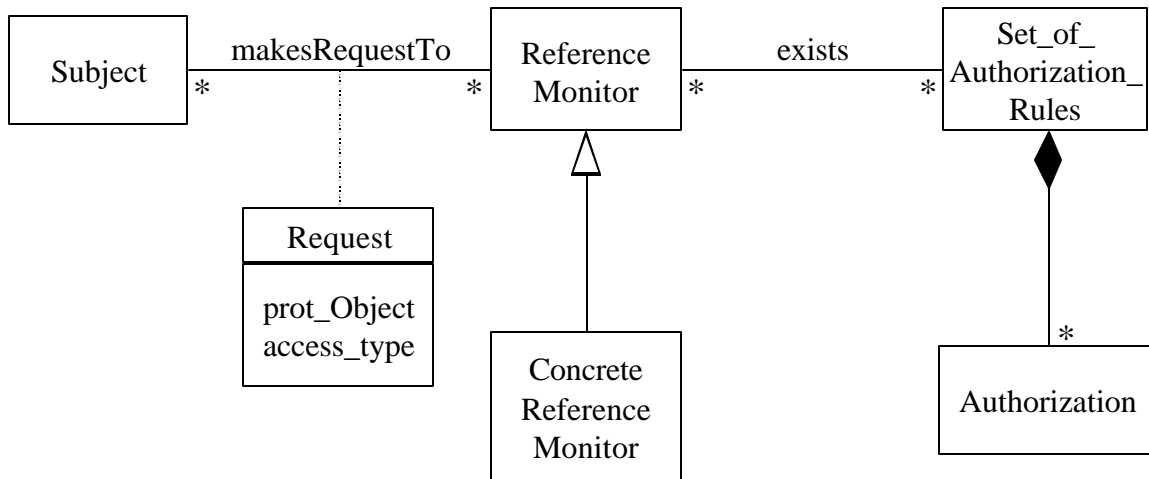 Subject
makesRequestTo
*
*
Reference
Monitor
exists
*
*
Set_of_
Authorization_
Rules
Request
prot_Object
access_type
Concrete
Reference
Monitor
*
Authorization